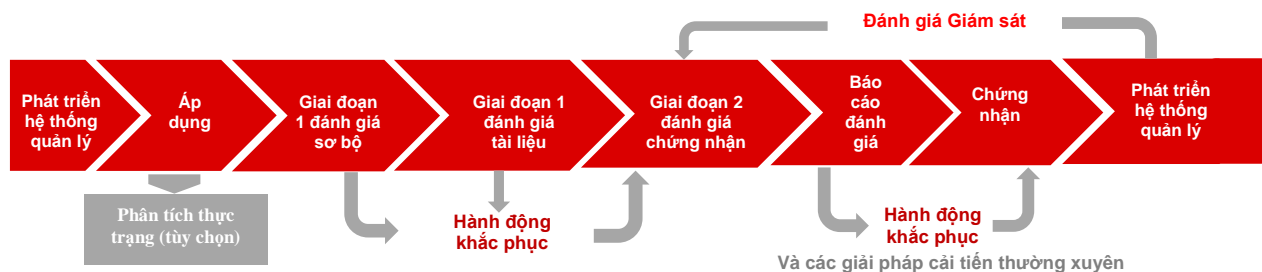 Đánh giá Giám sát
Phát triển
hệ thống
quản lý
Áp
dụng
Giai đoạn
1 đánh giá
sơ bộ
Giai đoạn 1
đánh giá
tài liệu
Giai đoạn 2
đánh giá
chứng nhận
Báo
cáo
đánh
giá
Chứng
nhận
Phát triển
hệ thống
quản lý
Phân tích thực
trạng (tùy chọn)
Hành động
khắc phục
Hành động
khắc phục
Và các giải pháp cải tiến thường xuyên